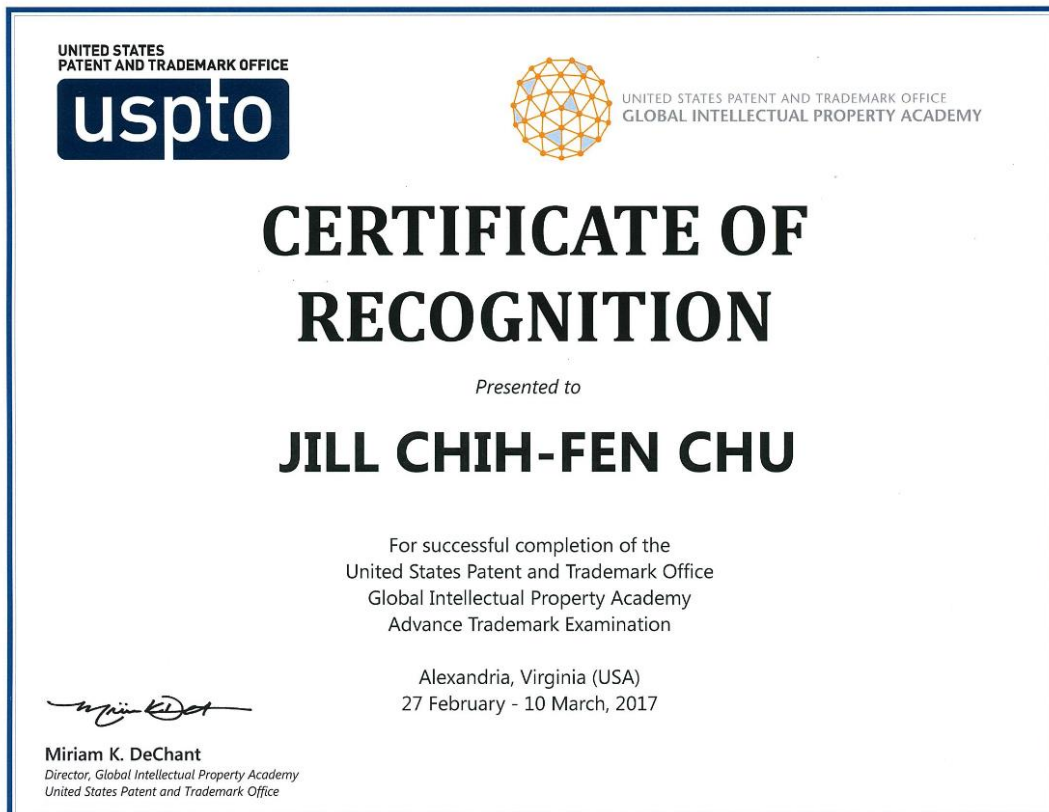 UNITED STATES
PATENT AND TRADEMARK OFFICE
uspto
UNITED STATES PATENT AND TRADEMARK OFFICE
GLOBAL INTELLECTUAL PROPERTY ACADEMY
CERTIFICATE OF
RECOGNITION
Presented to
JILL CHIH-FEN CHU
For successful completion of the
United States Patent and Trademark Office
Global Intellectual Property Academy
Advance Trademark Examination
Alexandria, Virginia (USA)
27 February - 10 March, 2017
Miriam K. DeChant
Director, Global Intellectual Property Academy
United States Patent and Trademark Office